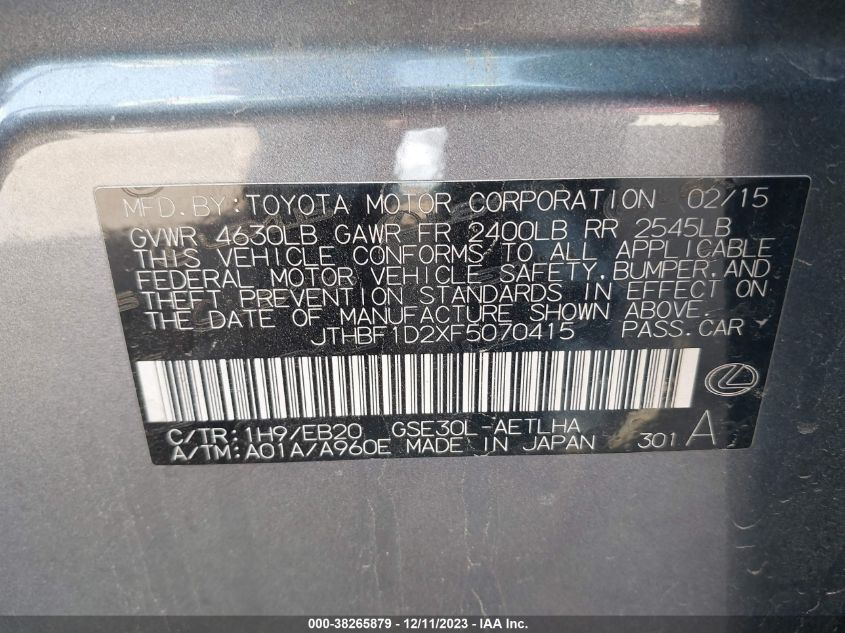 MFD.BY:TOYOTA MOTOR CORPORATION 02/15
GVWR 4630LB GAWR FR 2400LB RR 2545LB
THIS VEHICLE CONFORMS TO ALL APPLICABLE
FEDERAL MOTOR VEHICLE SAFETY,BUMPER,AND
THEFT PREVENTION STANDARDS IN EFFECT ON
THE DATE OF MANUFACTURE SHOWN ABOVE.
JTHBF1D2XF5070415 PASS.CAR
C/TR:1H9/EB20 GSE30L-AETLHA
A/TM:A01A/A960E MADE IN JAPAN 301 A
000-38265879 - 12/11/2023 - IAA Inc.